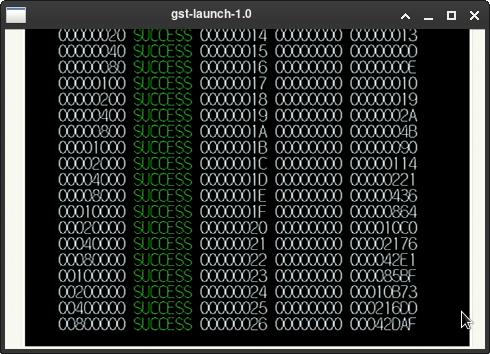 gst-launch-1.0
00000020 SUCCESS 00000014 00000000 00000013
00000040 SUCCESS 00000015 00000000 0000000D
00000080 SUCCESS 00000016 00000000 0000000E
00000100 SUCCESS 00000017 00000000 00000010
00000200 SUCCESS 00000018 00000000 00000019
00000400 SUCCESS 00000019 00000000 0000002A
00000800 SUCCESS 0000001A 00000000 0000004B
00001000 SUCCESS 0000001B 00000000 00000090
00002000 SUCCESS 0000001C 00000000 00000114
00004000 SUCCESS 0000001D 00000000 00000221
00008000 SUCCESS 0000001E 00000000 00000436
00010000 SUCCESS 0000001F 00000000 00000864
00020000 SUCCESS 00000020 00000000 000010C0
00040000 SUCCESS 00000021 00000000 00002176
00080000 SUCCESS 00000022 00000000 000042E1
00100000 SUCCESS 00000023 00000000 000085BF
00200000 SUCCESS 00000024 00000000 00010B73
00400000 SUCCESS 00000025 00000000 000216DD
00800000 SUCCESS 00000026 00000000 00042DAF